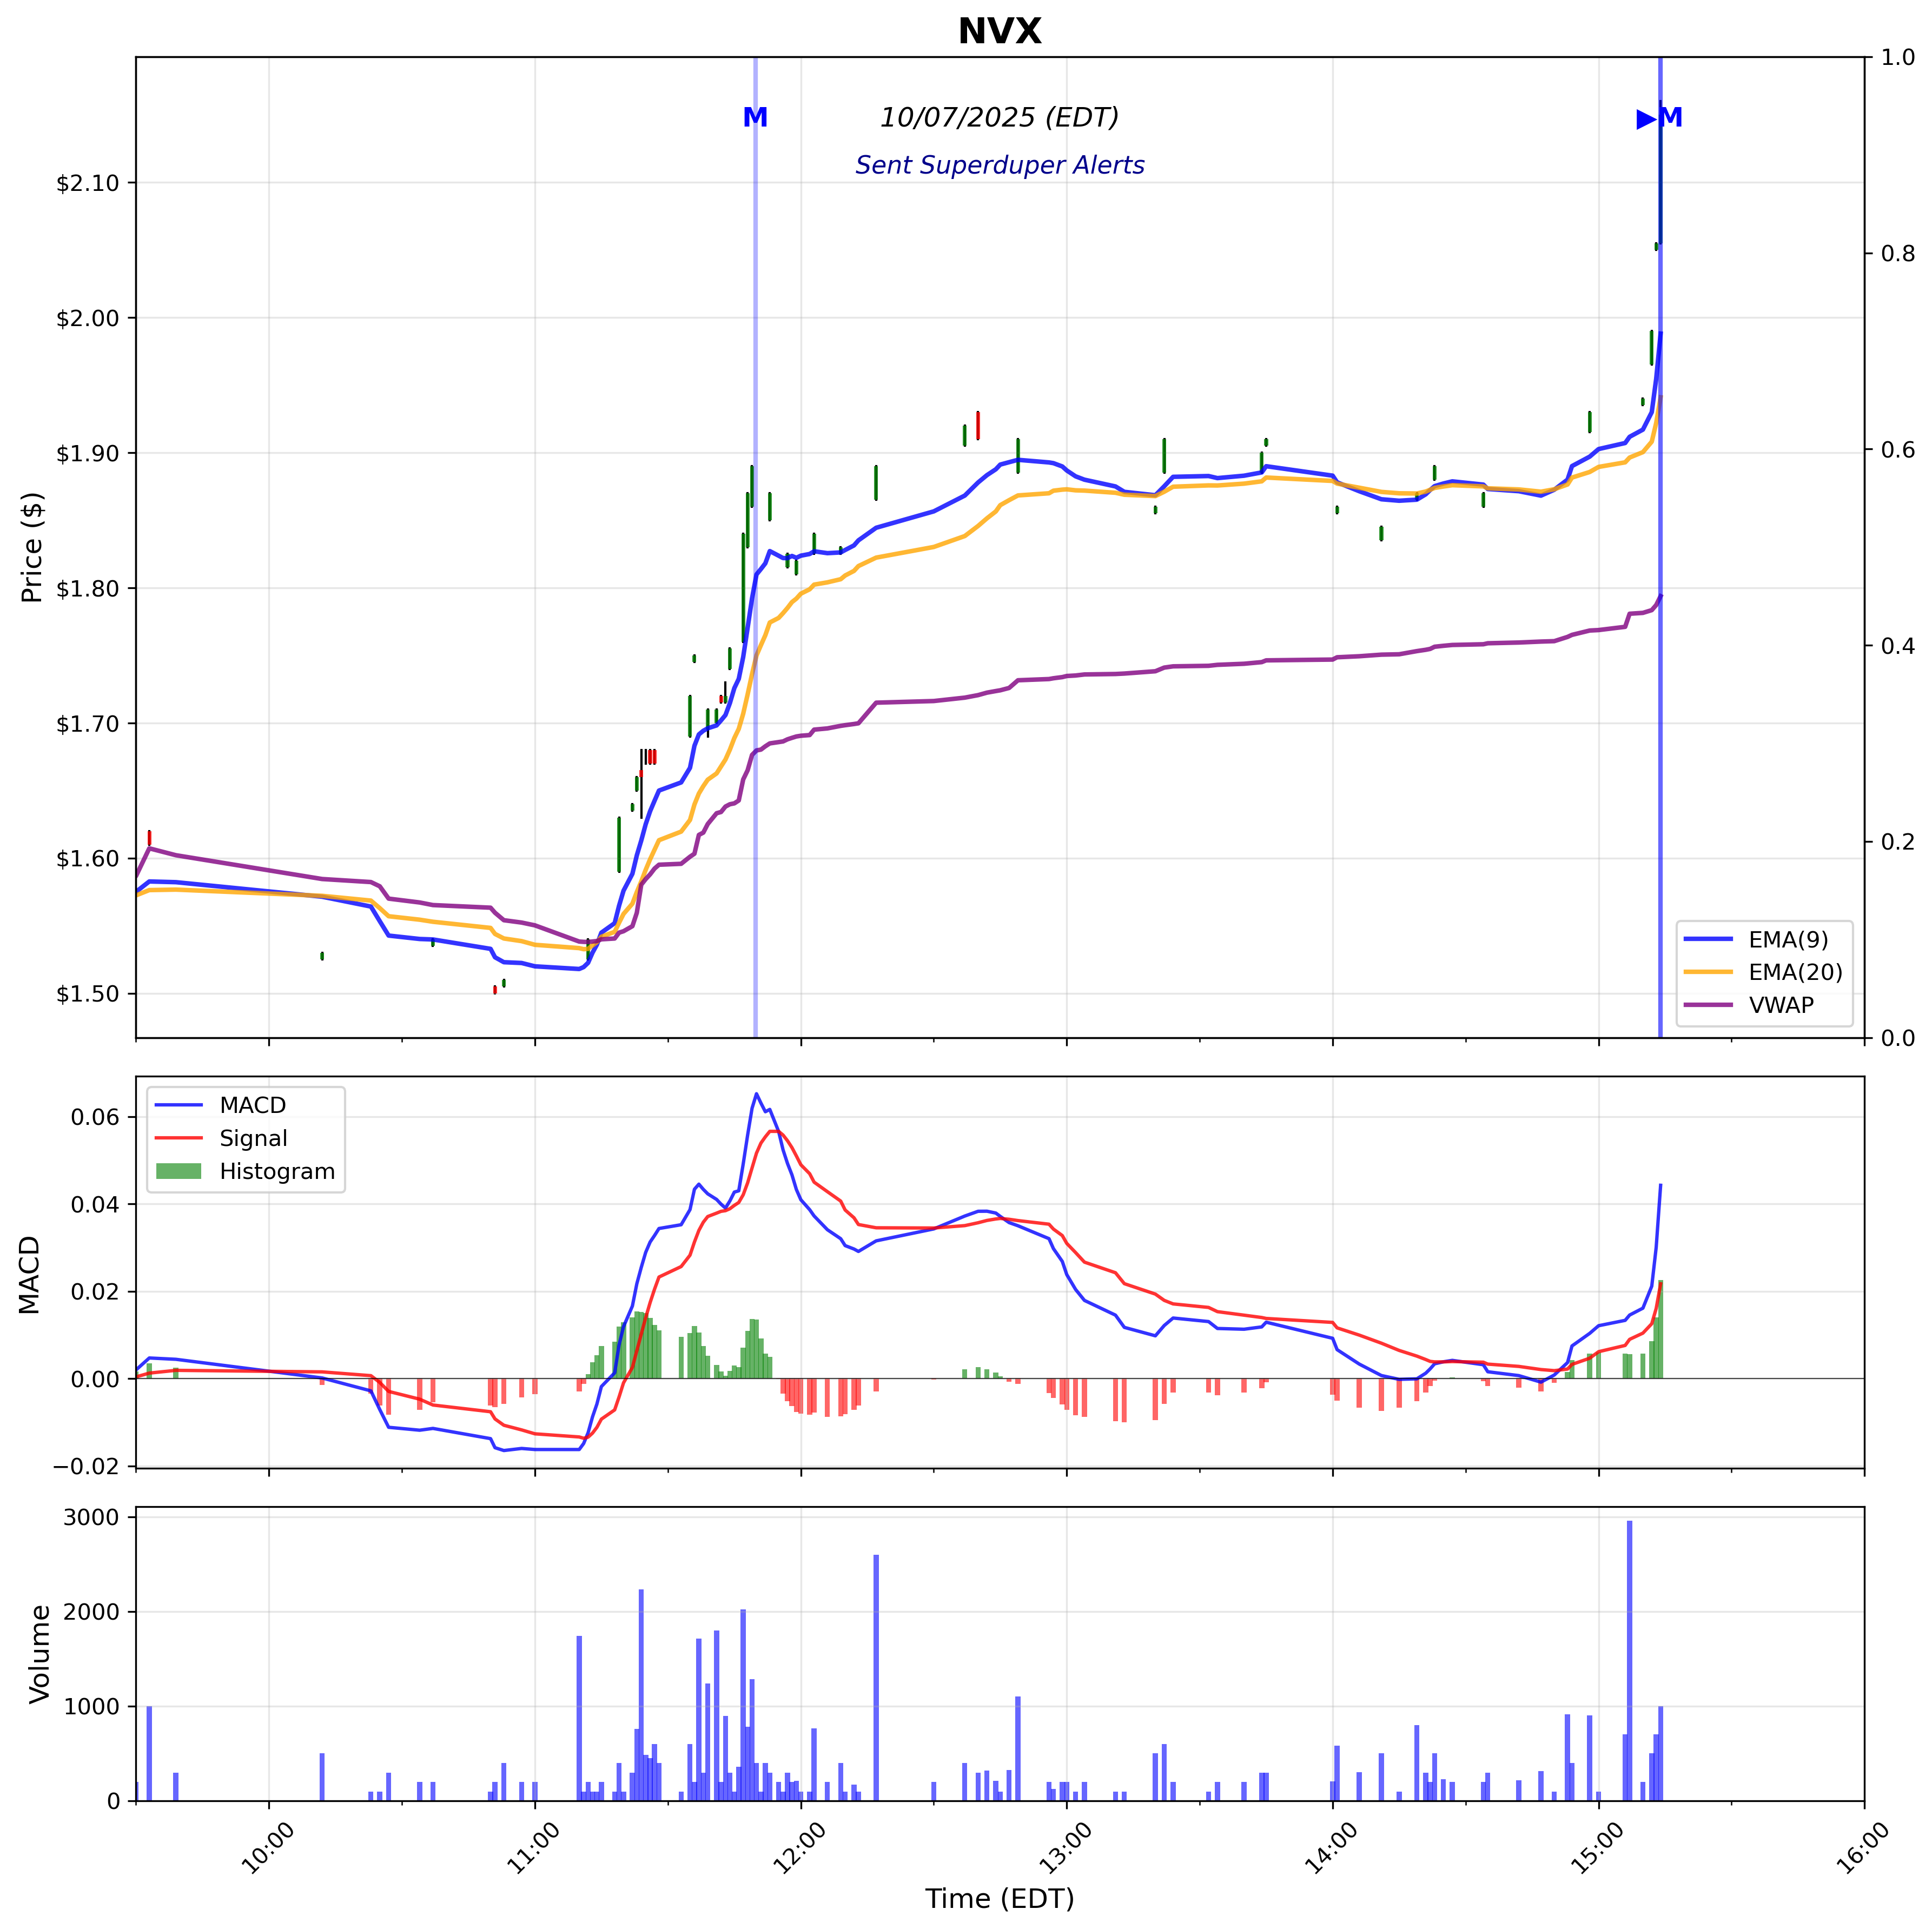 NVX
M
10/07/2025 (EDT)
▶M
Sent Superduper Alerts
Price ($)
$2.10
$2.00
$1.90
$1.80
$1.70
$1.60
$1.50
1.0
0.8
0.6
0.4
0.2
0.0
EMA(9)
EMA(20)
VWAP
MACD
0.06
0.04
0.02
0.00
−0.02
MACD
Signal
Histogram
Volume
3000
2000
1000
0
10:00
11:00
12:00
13:00
14:00
15:00
16:00
Time (EDT)